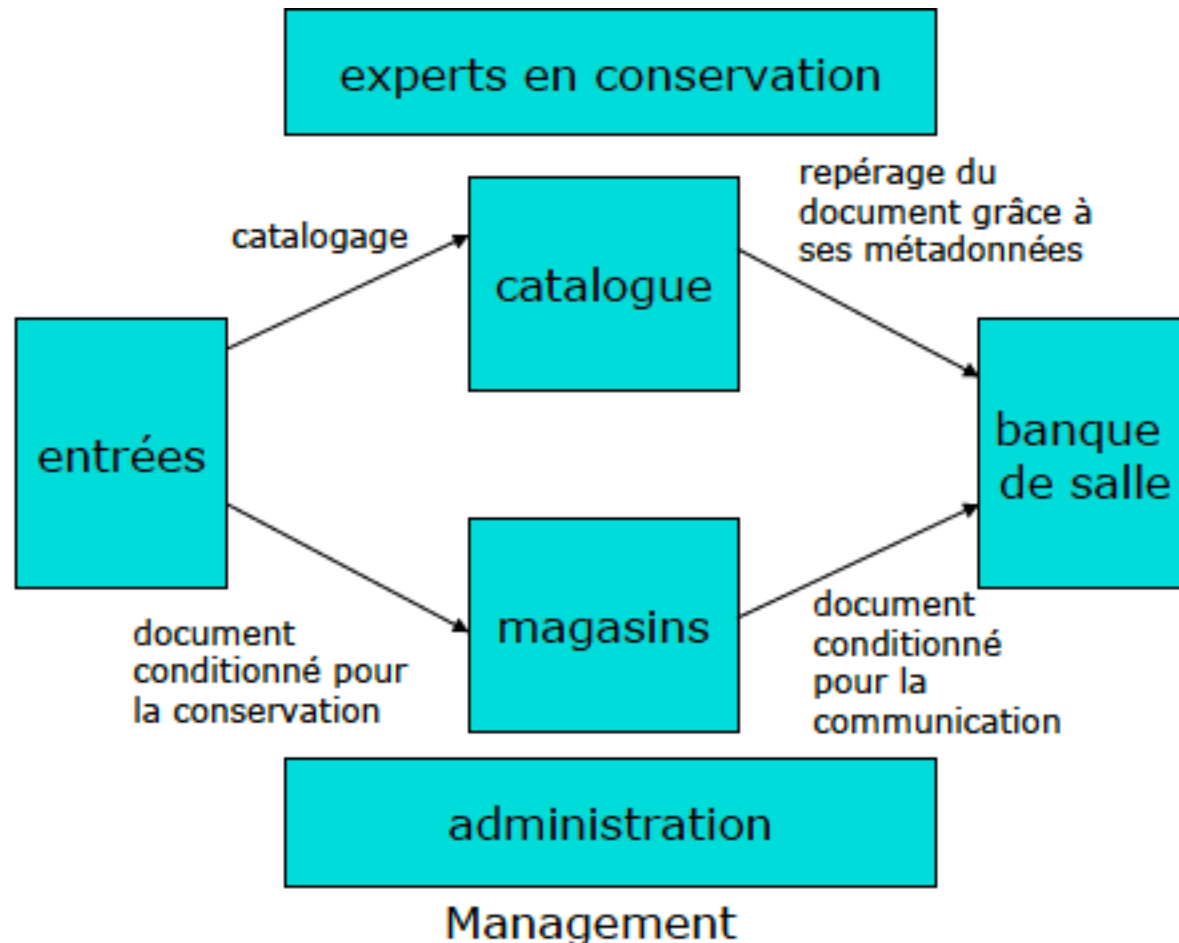 experts en conservation
catalogage
repérage du
document grâce à
ses métadonnées
catalogue
entrées
banque
de salle
magasins
document
conditionné pour
la conservation
document
conditionné
pour la
communication
administration
Management